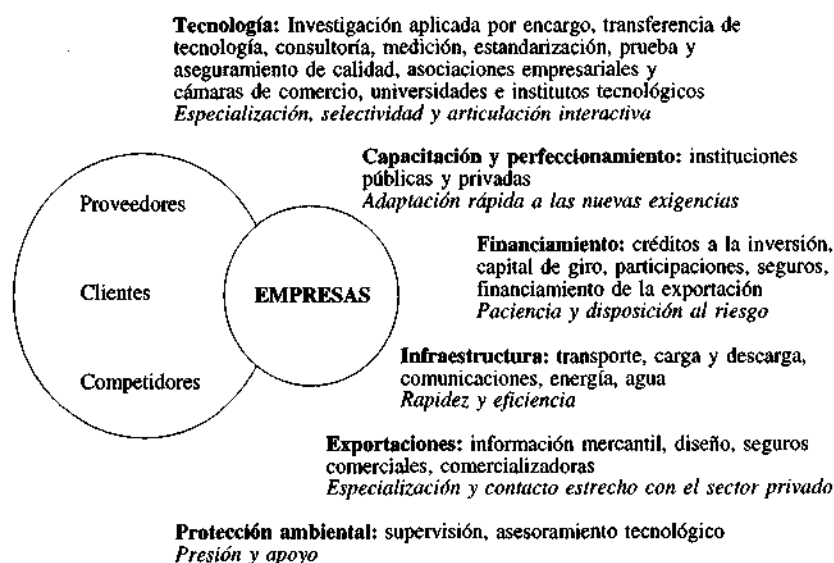 Tecnología: Investigación aplicada por encargo, transferencia de
tecnología, consultoría, medición, estandarización, prueba y
aseguramiento de calidad, asociaciones empresariales y
cámaras de comercio, universidades e institutos tecnológicos
Especialización, selectividad y articulación interactiva
Capacitación y perfeccionamiento: instituciones
públicas y privadas
Adaptación rápida a las nuevas exigencias
Proveedores
Clientes
Competidores
EMPRESAS
Financiamiento: créditos a la inversión,
capital de giro, participaciones, seguros,
financiamiento de la exportación
Paciencia y disposición al riesgo
Infraestructura: transporte, carga y descarga,
comunicaciones, energía, agua
Rapidez y eficiencia
Exportaciones: información mercantil, diseño, seguros
comerciales, comercializadoras
Especialización y contacto estrecho con el sector privado
Protección ambiental: supervisión, asesoramiento tecnológico
Presión y apoyo